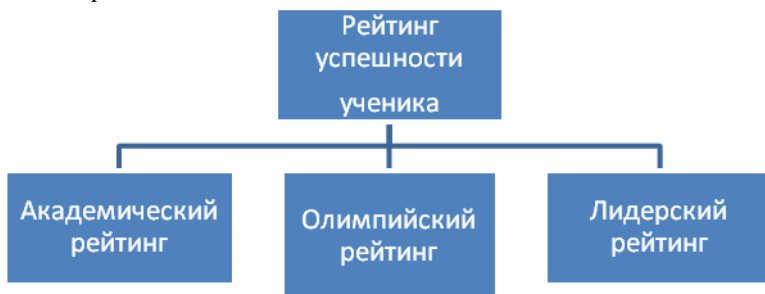 Рейтинг
успешности
ученика
Академический
рейтинг
Олимпийский
рейтинг
Лидерский
рейтинг